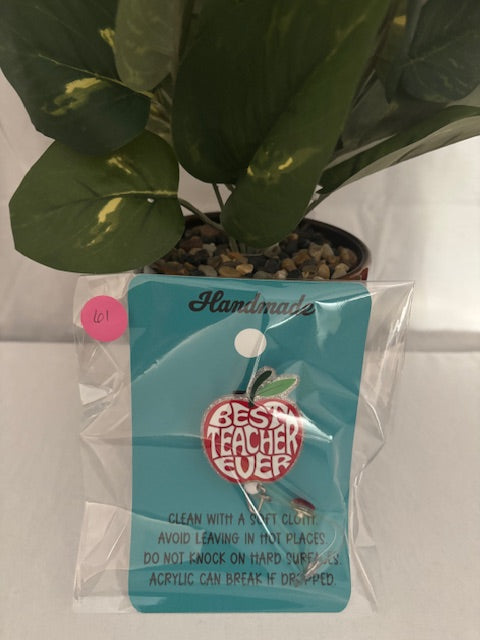 Handmade
61
BEST
TEACHER
EVER
CLEAN WITH A SOFT CLOTH.
AVOID LEAVING IN HOT PLACES.
DO NOT KNOCK ON HARD SURFACES.
ACRYLIC CAN BREAK IF DROPPED.